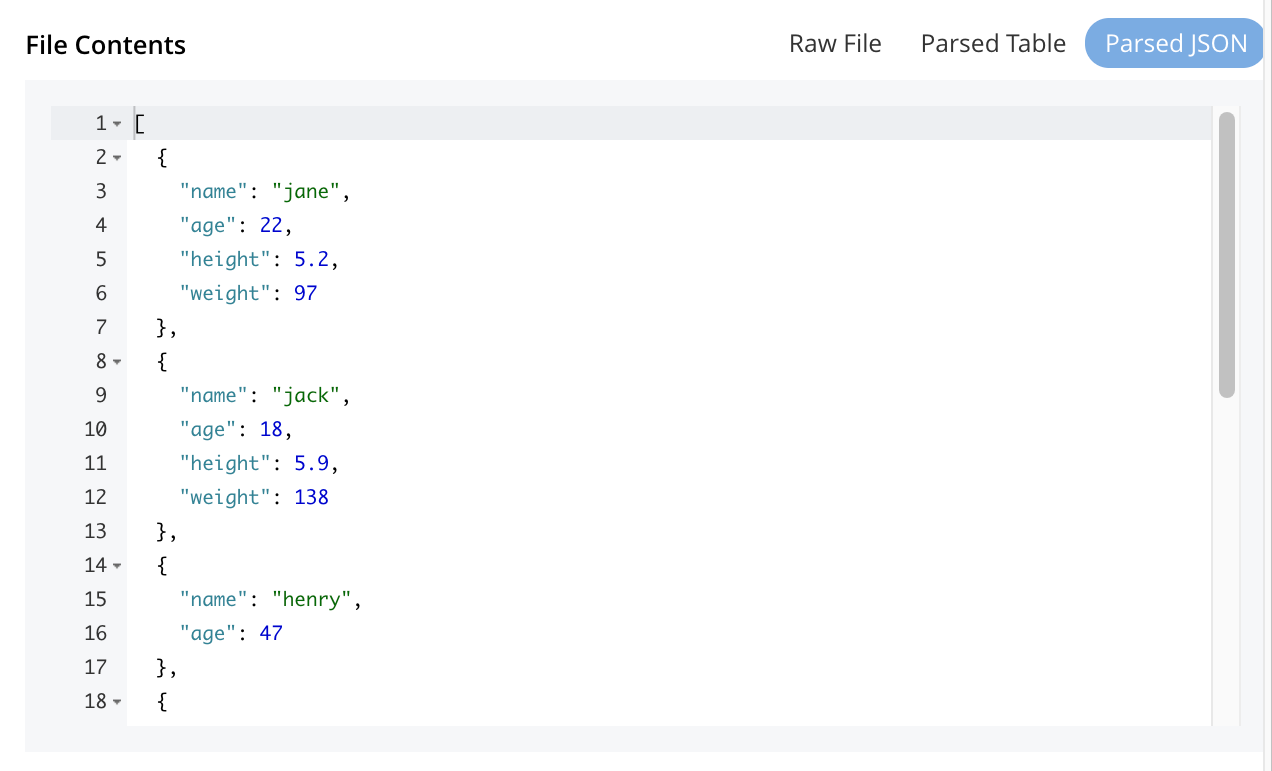 File Contents Raw File Parsed Table Parsed JSON
1 [
2 {
3 "name": "jane",
4 "age": 22,
5 "height": 5.2,
6 "weight": 97
7 },
8 {
9 "name": "jack",
10 "age": 18,
11 "height": 5.9,
12 "weight": 138
13 },
14 {
15 "name": "henry",
16 "age": 47
17 },
18 {